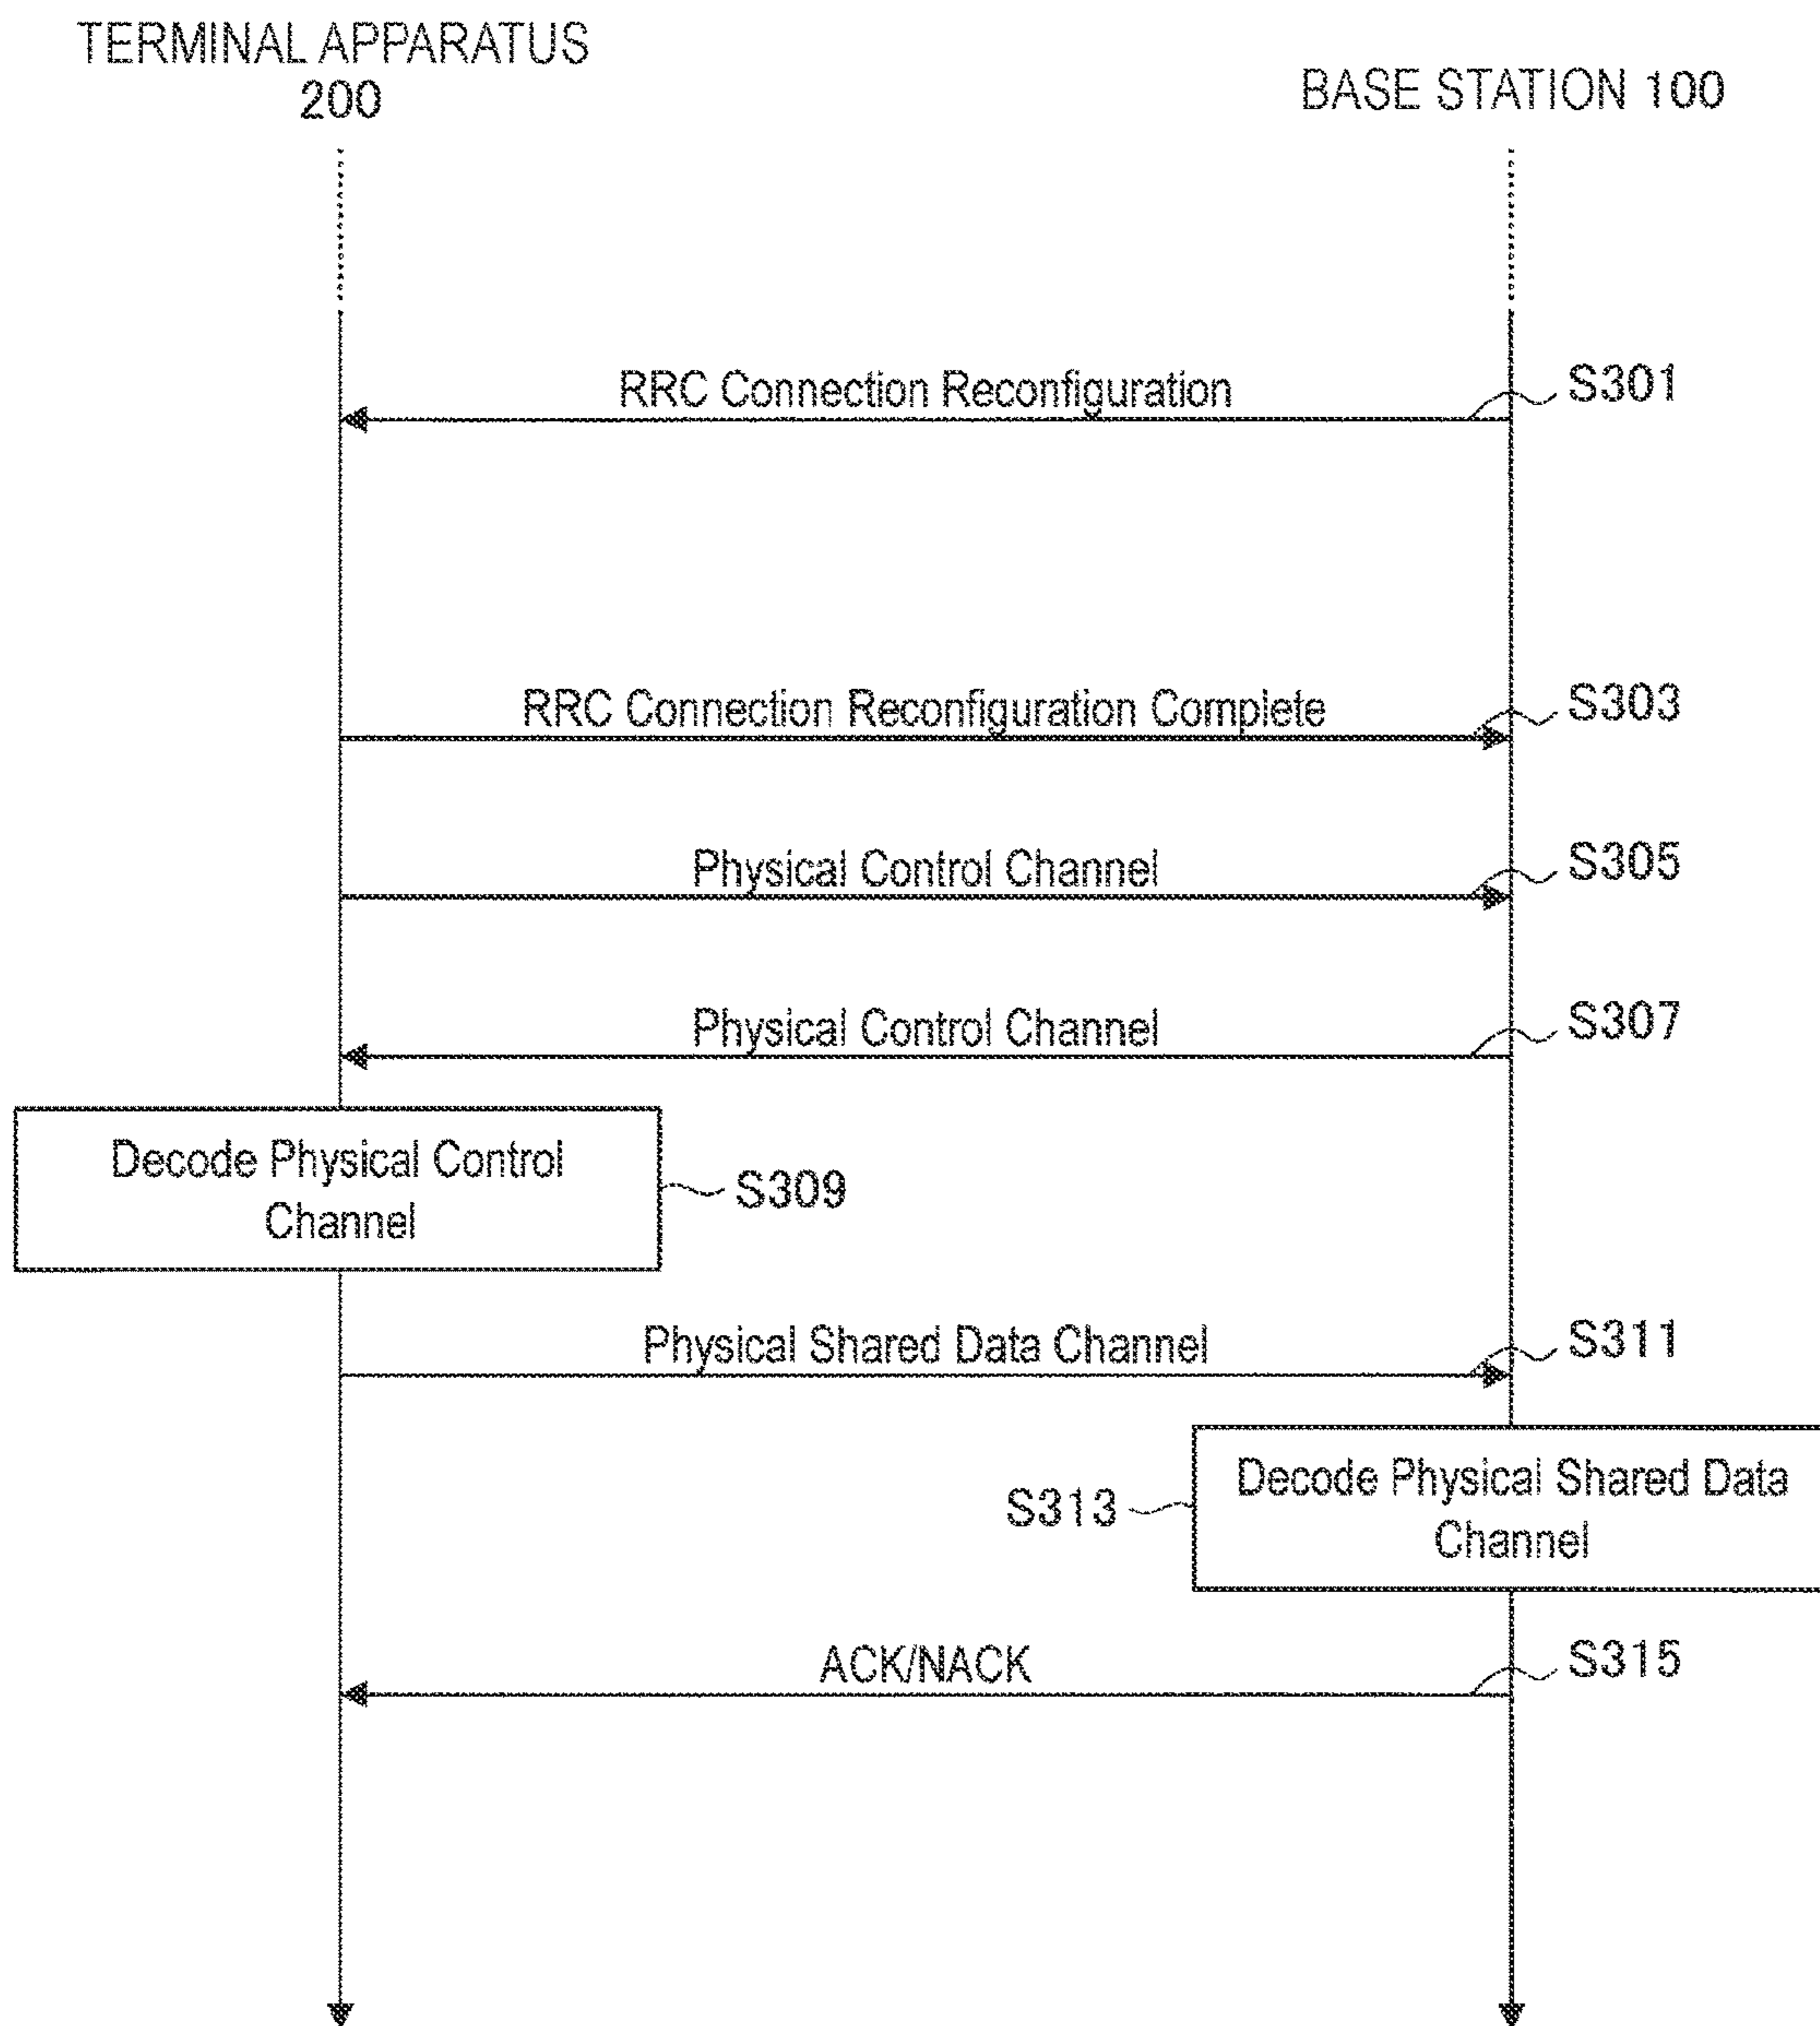 TERMINAL APPARATUS
200
BASE STATION 100
RRC Connection Reconfiguration
S301
RRC Connection Reconfiguration Complete
S303
Physical Control Channel
S305
Physical Control Channel
S307
Decode Physical Control
Channel
S309
Physical Shared Data Channel
S311
Decode Physical Shared Data
Channel
S313
ACK/NACK
S315